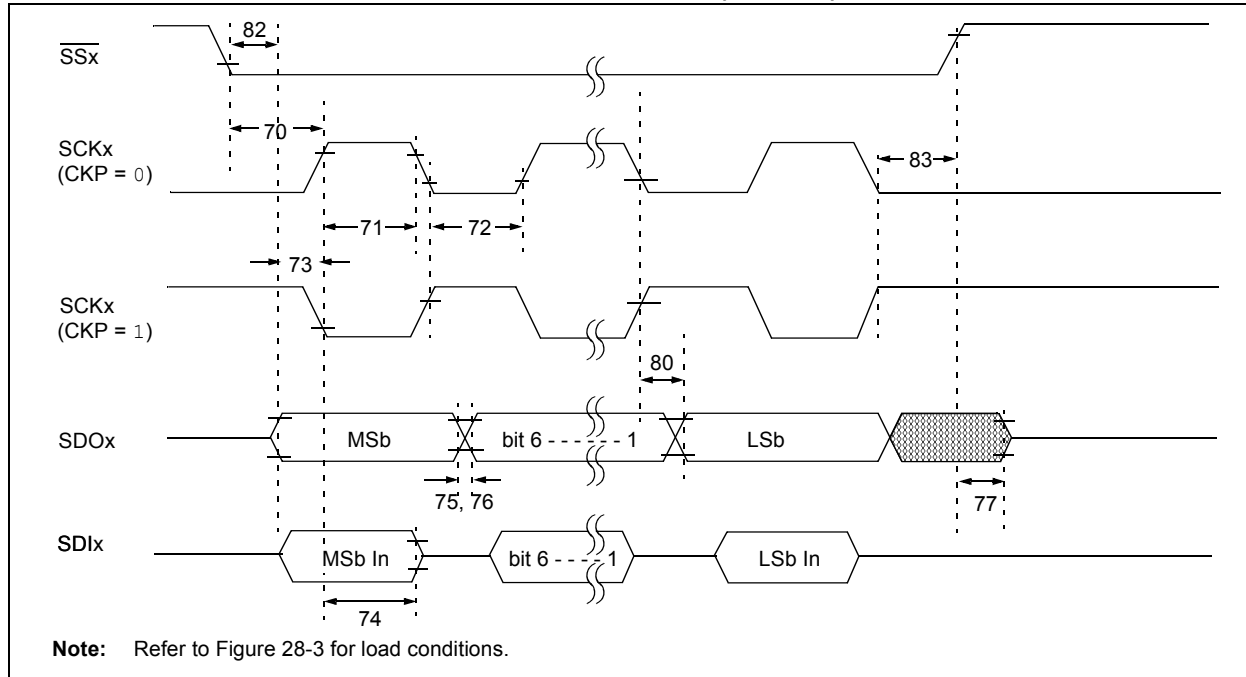 82
SSx
70
SCKx
(CKP = 0)
83
71
72
73
SCKx
(CKP = 1)
80
SDOx
MSb
bit 6 - - - - - - 1
LSb
75, 76
77
SDIx
MSb In
bit 6 - - - - 1
LSb In
74
Note: Refer to Figure 28-3 for load conditions.